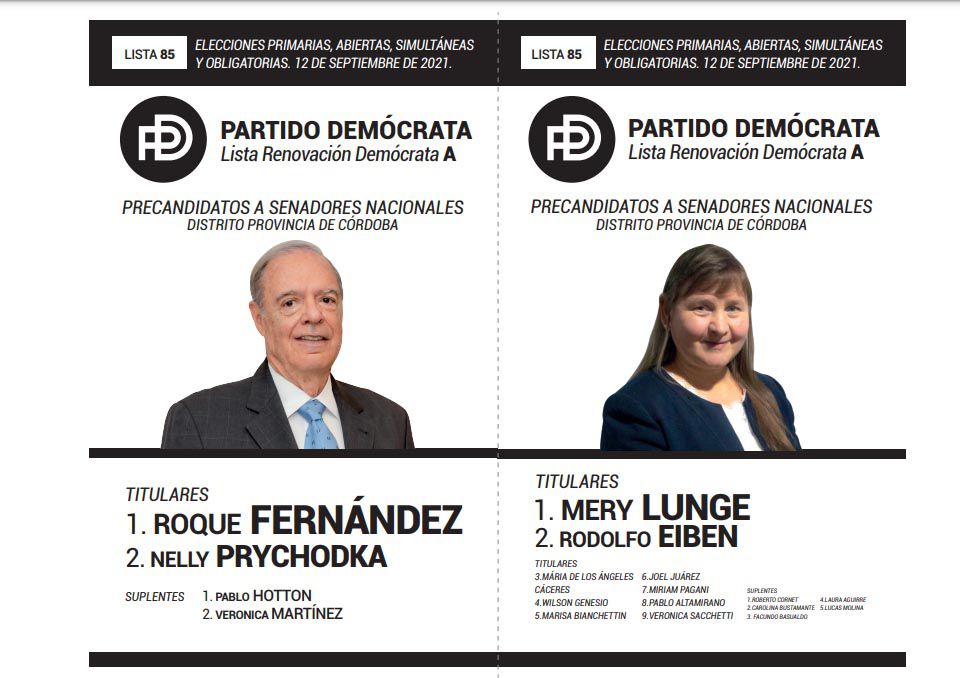 LISTA 85
ELECCIONES PRIMARIAS, ABIERTAS, SIMULTÁNEAS
Y OBLIGATORIAS. 12 DE SEPTIEMBRE DE 2021.
PD
PARTIDO DEMÓCRATA
Lista Renovación Demócrata A
PRECANDIDATOS A SENADORES NACIONALES
DISTRITO PROVINCIA DE CÓRDOBA
TITULARES
1. ROQUE FERNÁNDEZ
2. NELLY PRYCHODKA
SUPLENTES
1. PABLO HOTTON
2. VERONICA MARTÍNEZ
LISTA 85
ELECCIONES PRIMARIAS, ABIERTAS, SIMULTÁNEAS
Y OBLIGATORIAS. 12 DE SEPTIEMBRE DE 2021.
PD
PARTIDO DEMÓCRATA
Lista Renovación Demócrata A
PRECANDIDATOS A SENADORES NACIONALES
DISTRITO PROVINCIA DE CÓRDOBA
TITULARES
1. MERY LUNGE
2. RODOLFO EIBEN
TITULARES
3.MÁRIA DE LOS ÁNGELES
CÁCERES
4.WILSON GENESIO
5.MARISA BIANCHETTIN
6.JOEL JUÁREZ
7.MIRIAM PAGANI
8.PABLO ALTAMIRANO
9.VERONICA SACCHETTI
SUPLENTES
1.ROBERTO CORNET
2.CAROLINA BUSTAMANTE
3. FACUNDO BASUALDO
4.LAURA AGUIRRE
5.LUCAS MOLINA